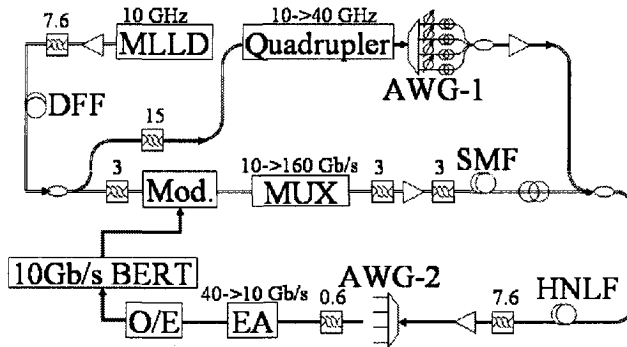 7.6
10 GHz
MLLD
10->40 GHz
Quadrupler
AWG-1
DFF
15
3
Mod.
10->160 Gb/s
MUX
3
3
SMF
10Gb/s BERT
O/E
40->10 Gb/s
EA
0.6
AWG-2
7.6
HNLF